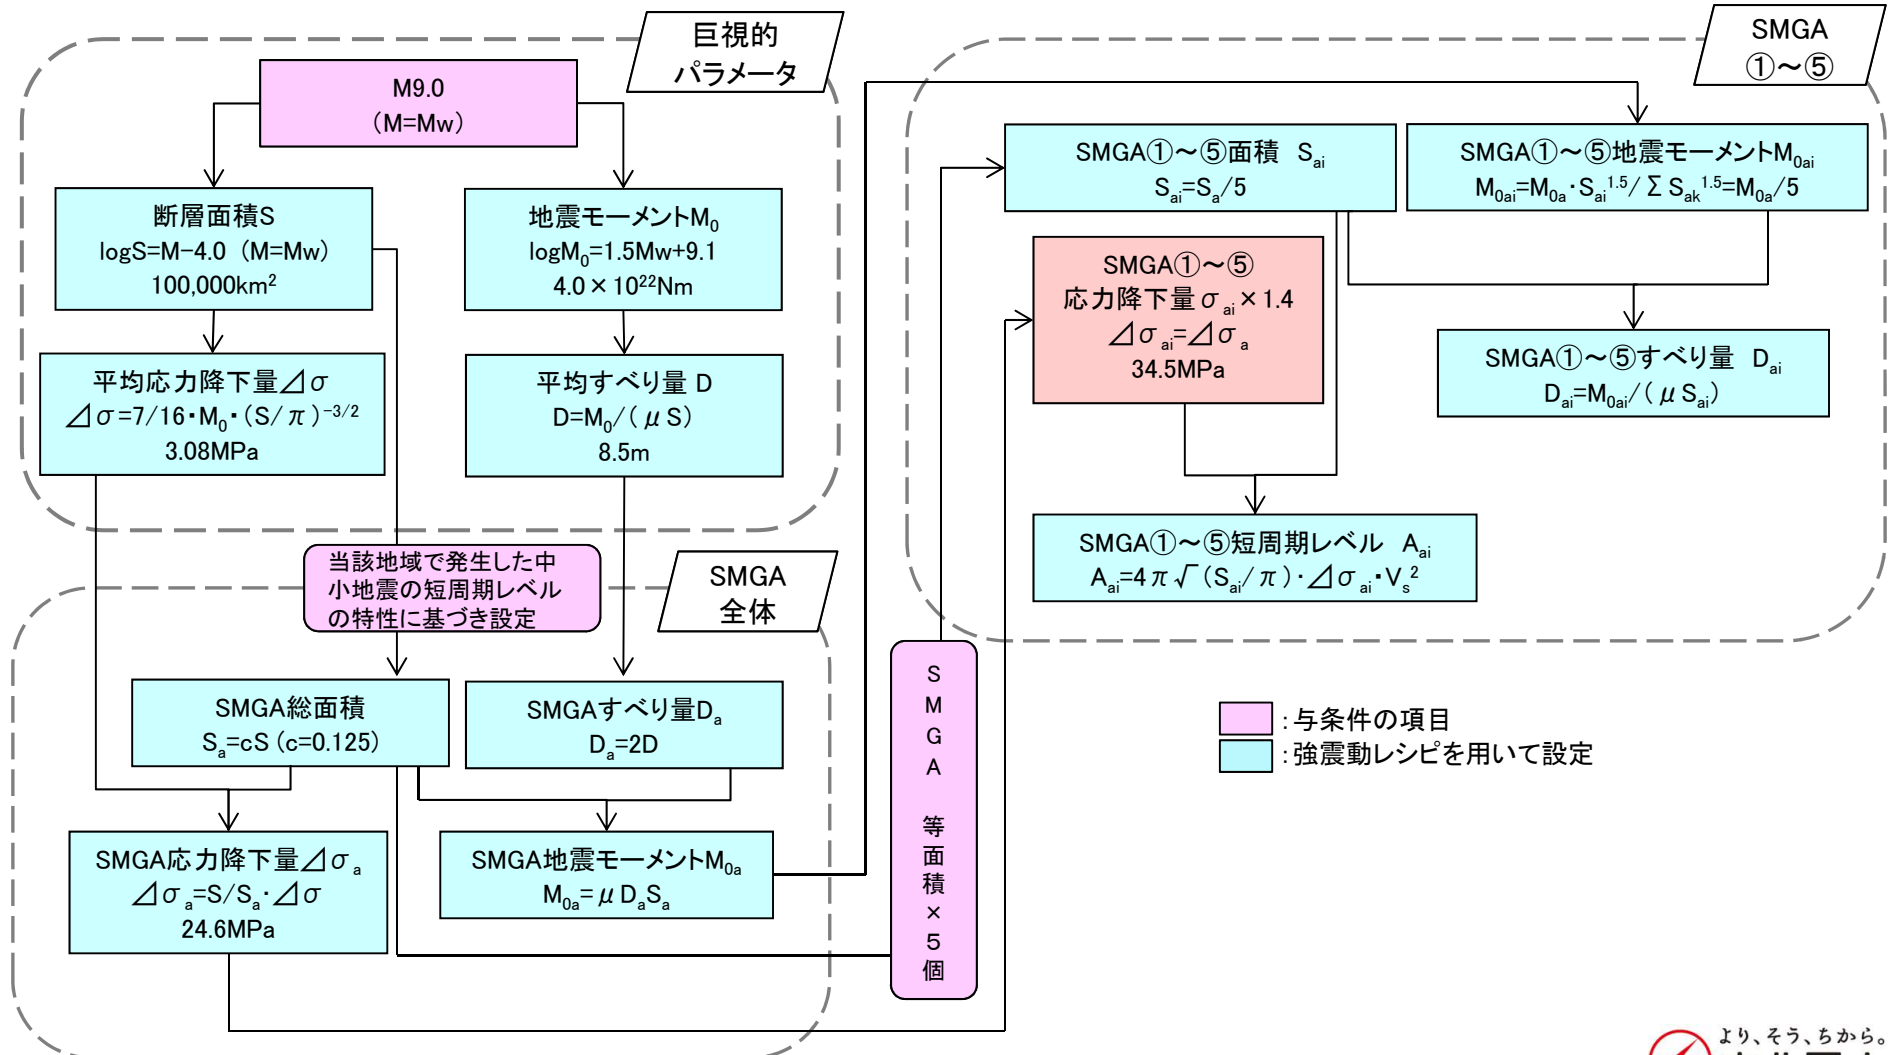 巨視的
パラメータ
M9.0
（M=Mw）
断層面積S
logS=M−4.0（M=Mw）
100,000km²
地震モーメントM₀
logM₀=1.5Mw+9.1
4.0×10²²Nm
平均応力降下量⊿σ
⊿σ=7/16・M₀・(S/π)⁻³/²
3.08MPa
平均すべり量 D
D=M₀/(μS)
8.5m
当該地域で発生した中
小地震の短周期レベル
の特性に基づき設定
SMGA
全体
SMGA総面積
Sₐ=cS (c=0.125)
SMGAすべり量Dₐ
Dₐ=2D
SMGA応力降下量⊿σₐ
⊿σₐ=S/Sₐ・⊿σ
24.6MPa
SMGA地震モーメントM₀ₐ
M₀ₐ=μDₐSₐ
SMGA 等面積×5個
SMGA
①～⑤
SMGA①～⑤面積 Sₐᵢ
Sₐᵢ=Sₐ/5
SMGA①～⑤地震モーメントM₀ₐᵢ
M₀ₐᵢ=M₀ₐ・Sₐᵢ¹·⁵/ΣSₐₖ¹·⁵=M₀ₐ/5
SMGA①～⑤
応力降下量σₐᵢ×1.4
⊿σₐᵢ=⊿σₐ
34.5MPa
SMGA①～⑤すべり量 Dₐᵢ
Dₐᵢ=M₀ₐᵢ/(μSₐᵢ)
SMGA①～⑤短周期レベル Aₐᵢ
Aₐᵢ=4π√(Sₐᵢ/π)・⊿σₐᵢ・Vₛ²
：与条件の項目
：強震動レシピを用いて設定
より、そう、ちから。